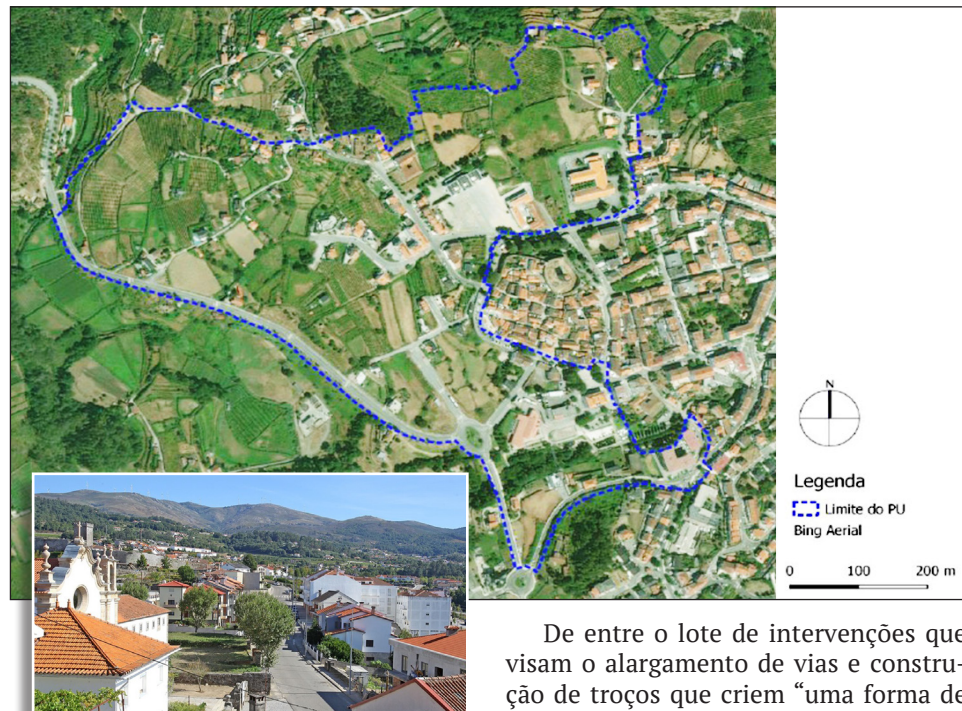 N
Legenda
Limite do PU
Bing Aerial
0 100 200 m
De entre o lote de intervenções que
visam o alargamento de vias e constru-
ção de troços que criem “uma forma de